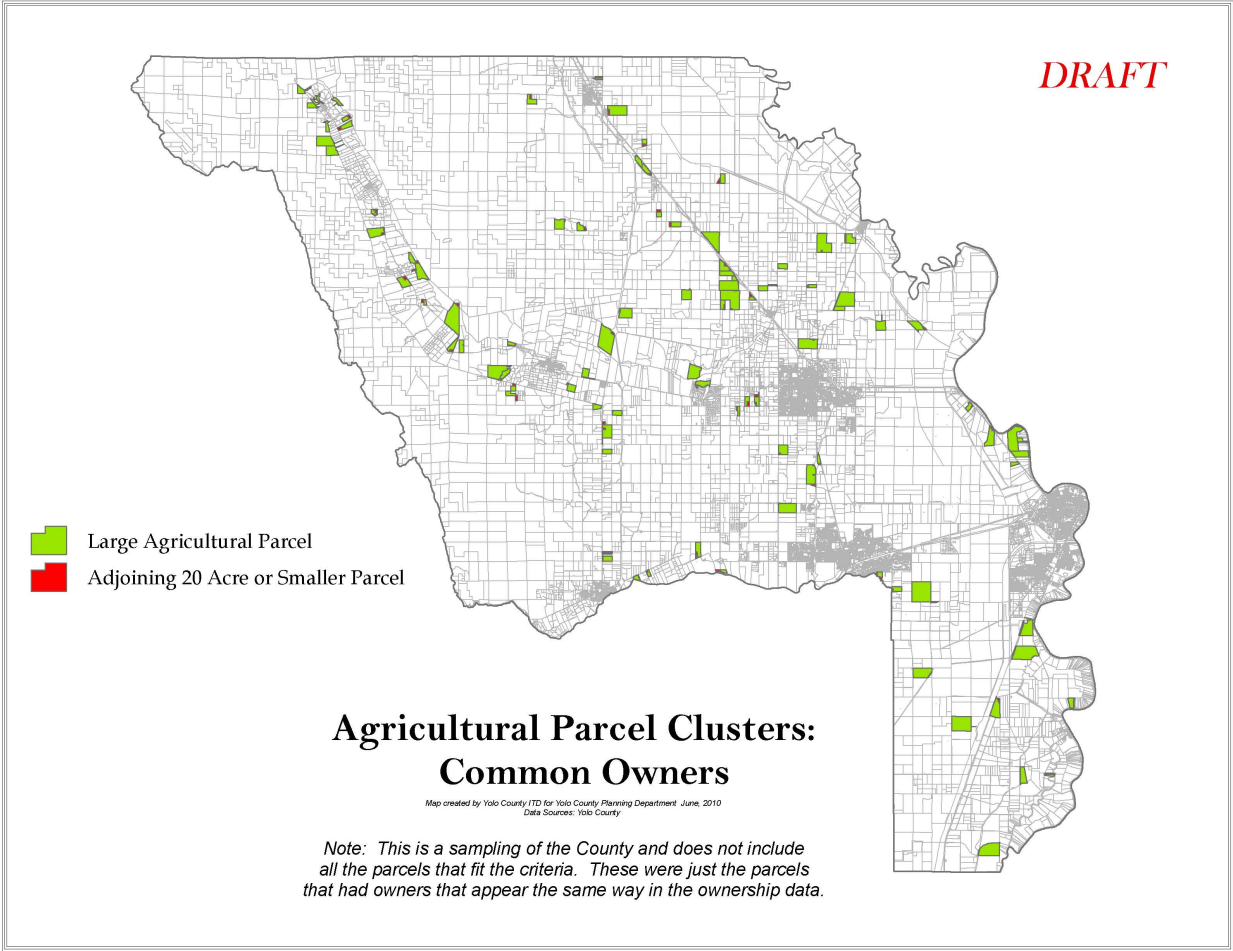 DRAFT
Large Agricultural Parcel
Adjoining 20 Acre or Smaller Parcel
Agricultural Parcel Clusters:
Common Owners
Map created by Yolo County ITD for Yolo County Planning Department  June, 2010
Data Sources: Yolo County
Note:  This is a sampling of the County and does not include
all the parcels that fit the criteria.  These were just the parcels
that had owners that appear the same way in the ownership data.